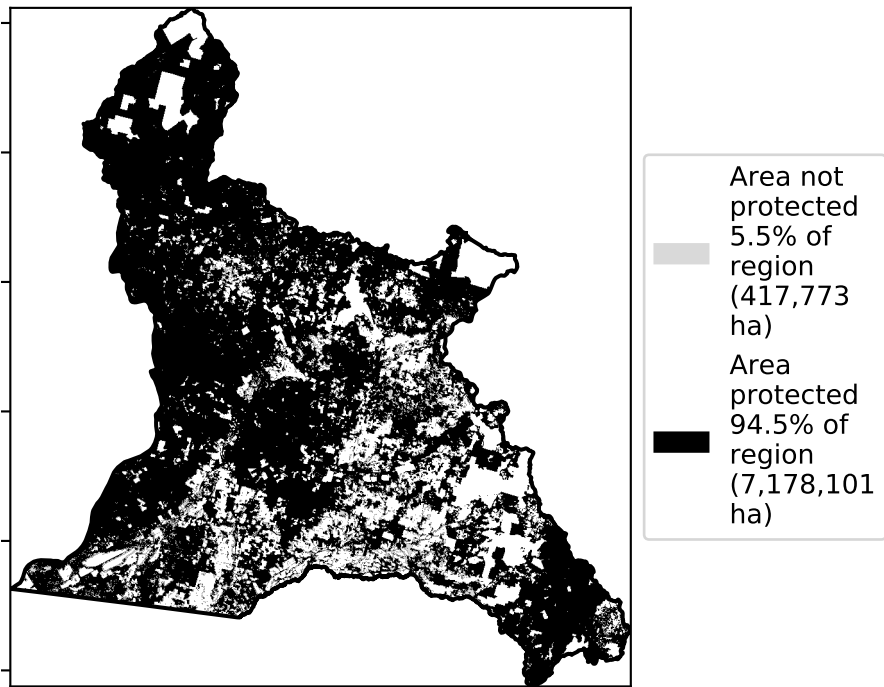 Area not
protected
5.5% of
region
(417,773
ha)
Area
protected
94.5% of
region
(7,178,101
ha)